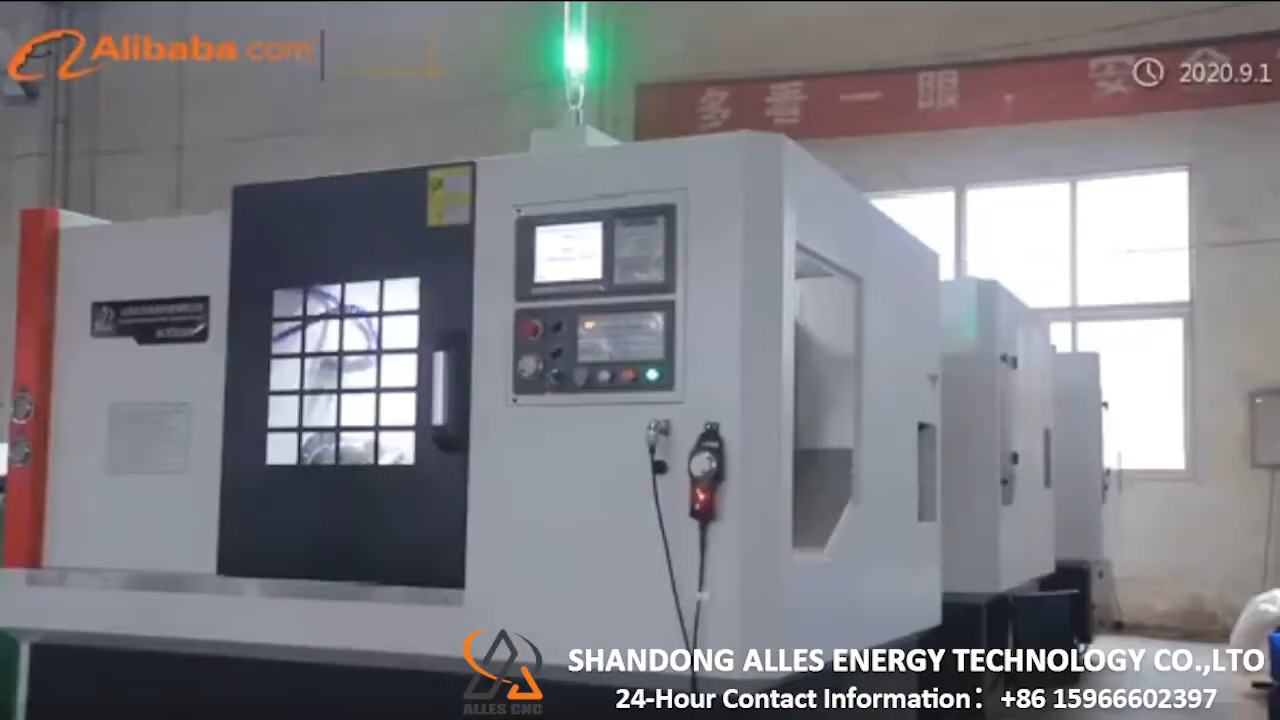 Alibaba.com
2020.9.1
多看一眼，安
SHANDONG ALLES ENERGY TECHNOLOGY CO.,LTO
24-Hour Contact Information：+86 15966602397
ALLES CNC